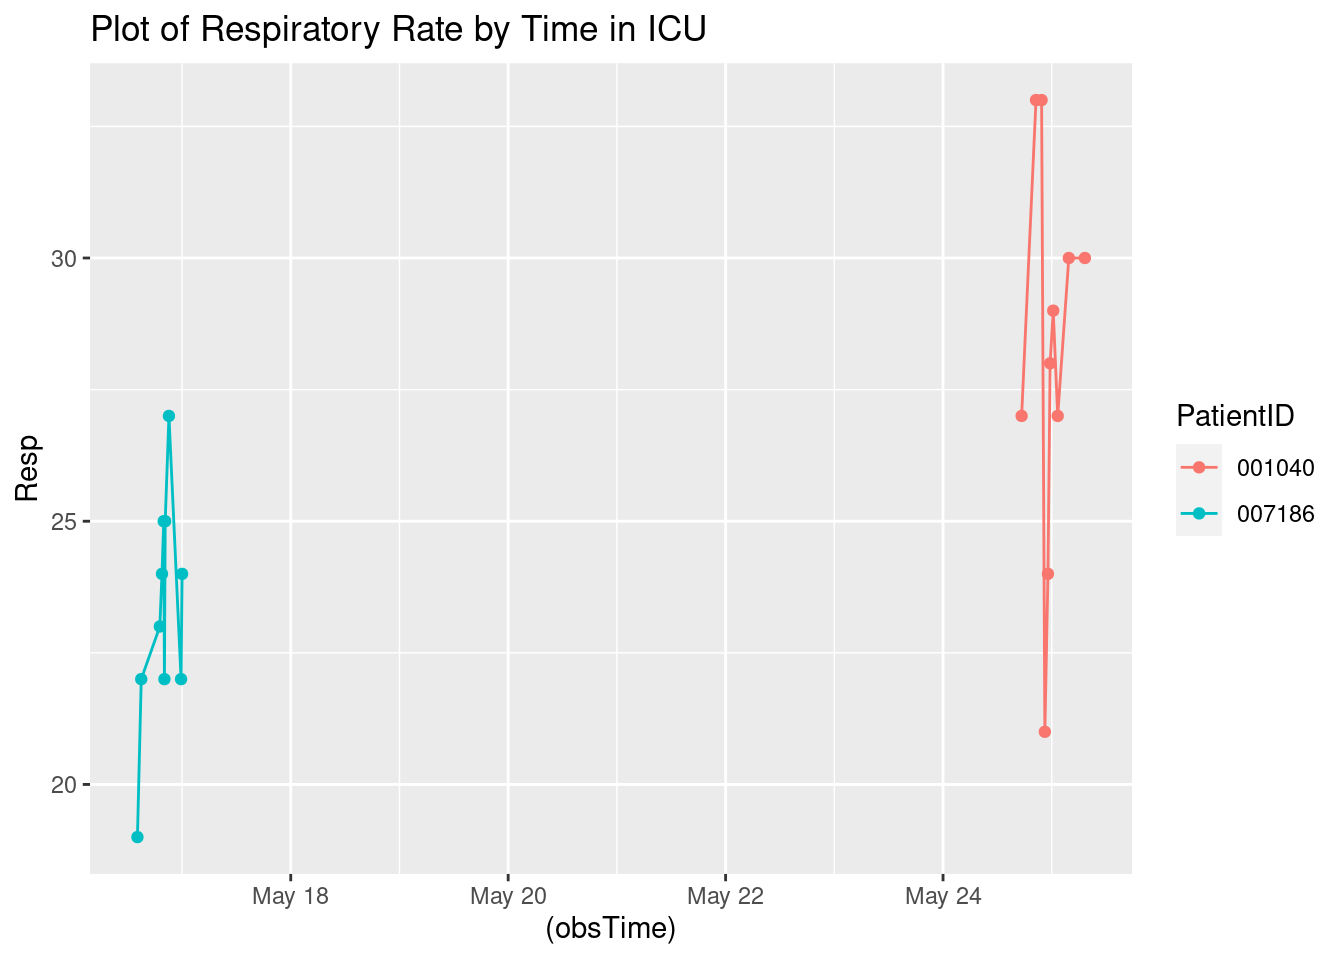 Plot of Respiratory Rate by Time in ICU
30
25
20
Resp
May 18
May 20
May 22
May 24
(obsTime)
PatientID
001040
007186